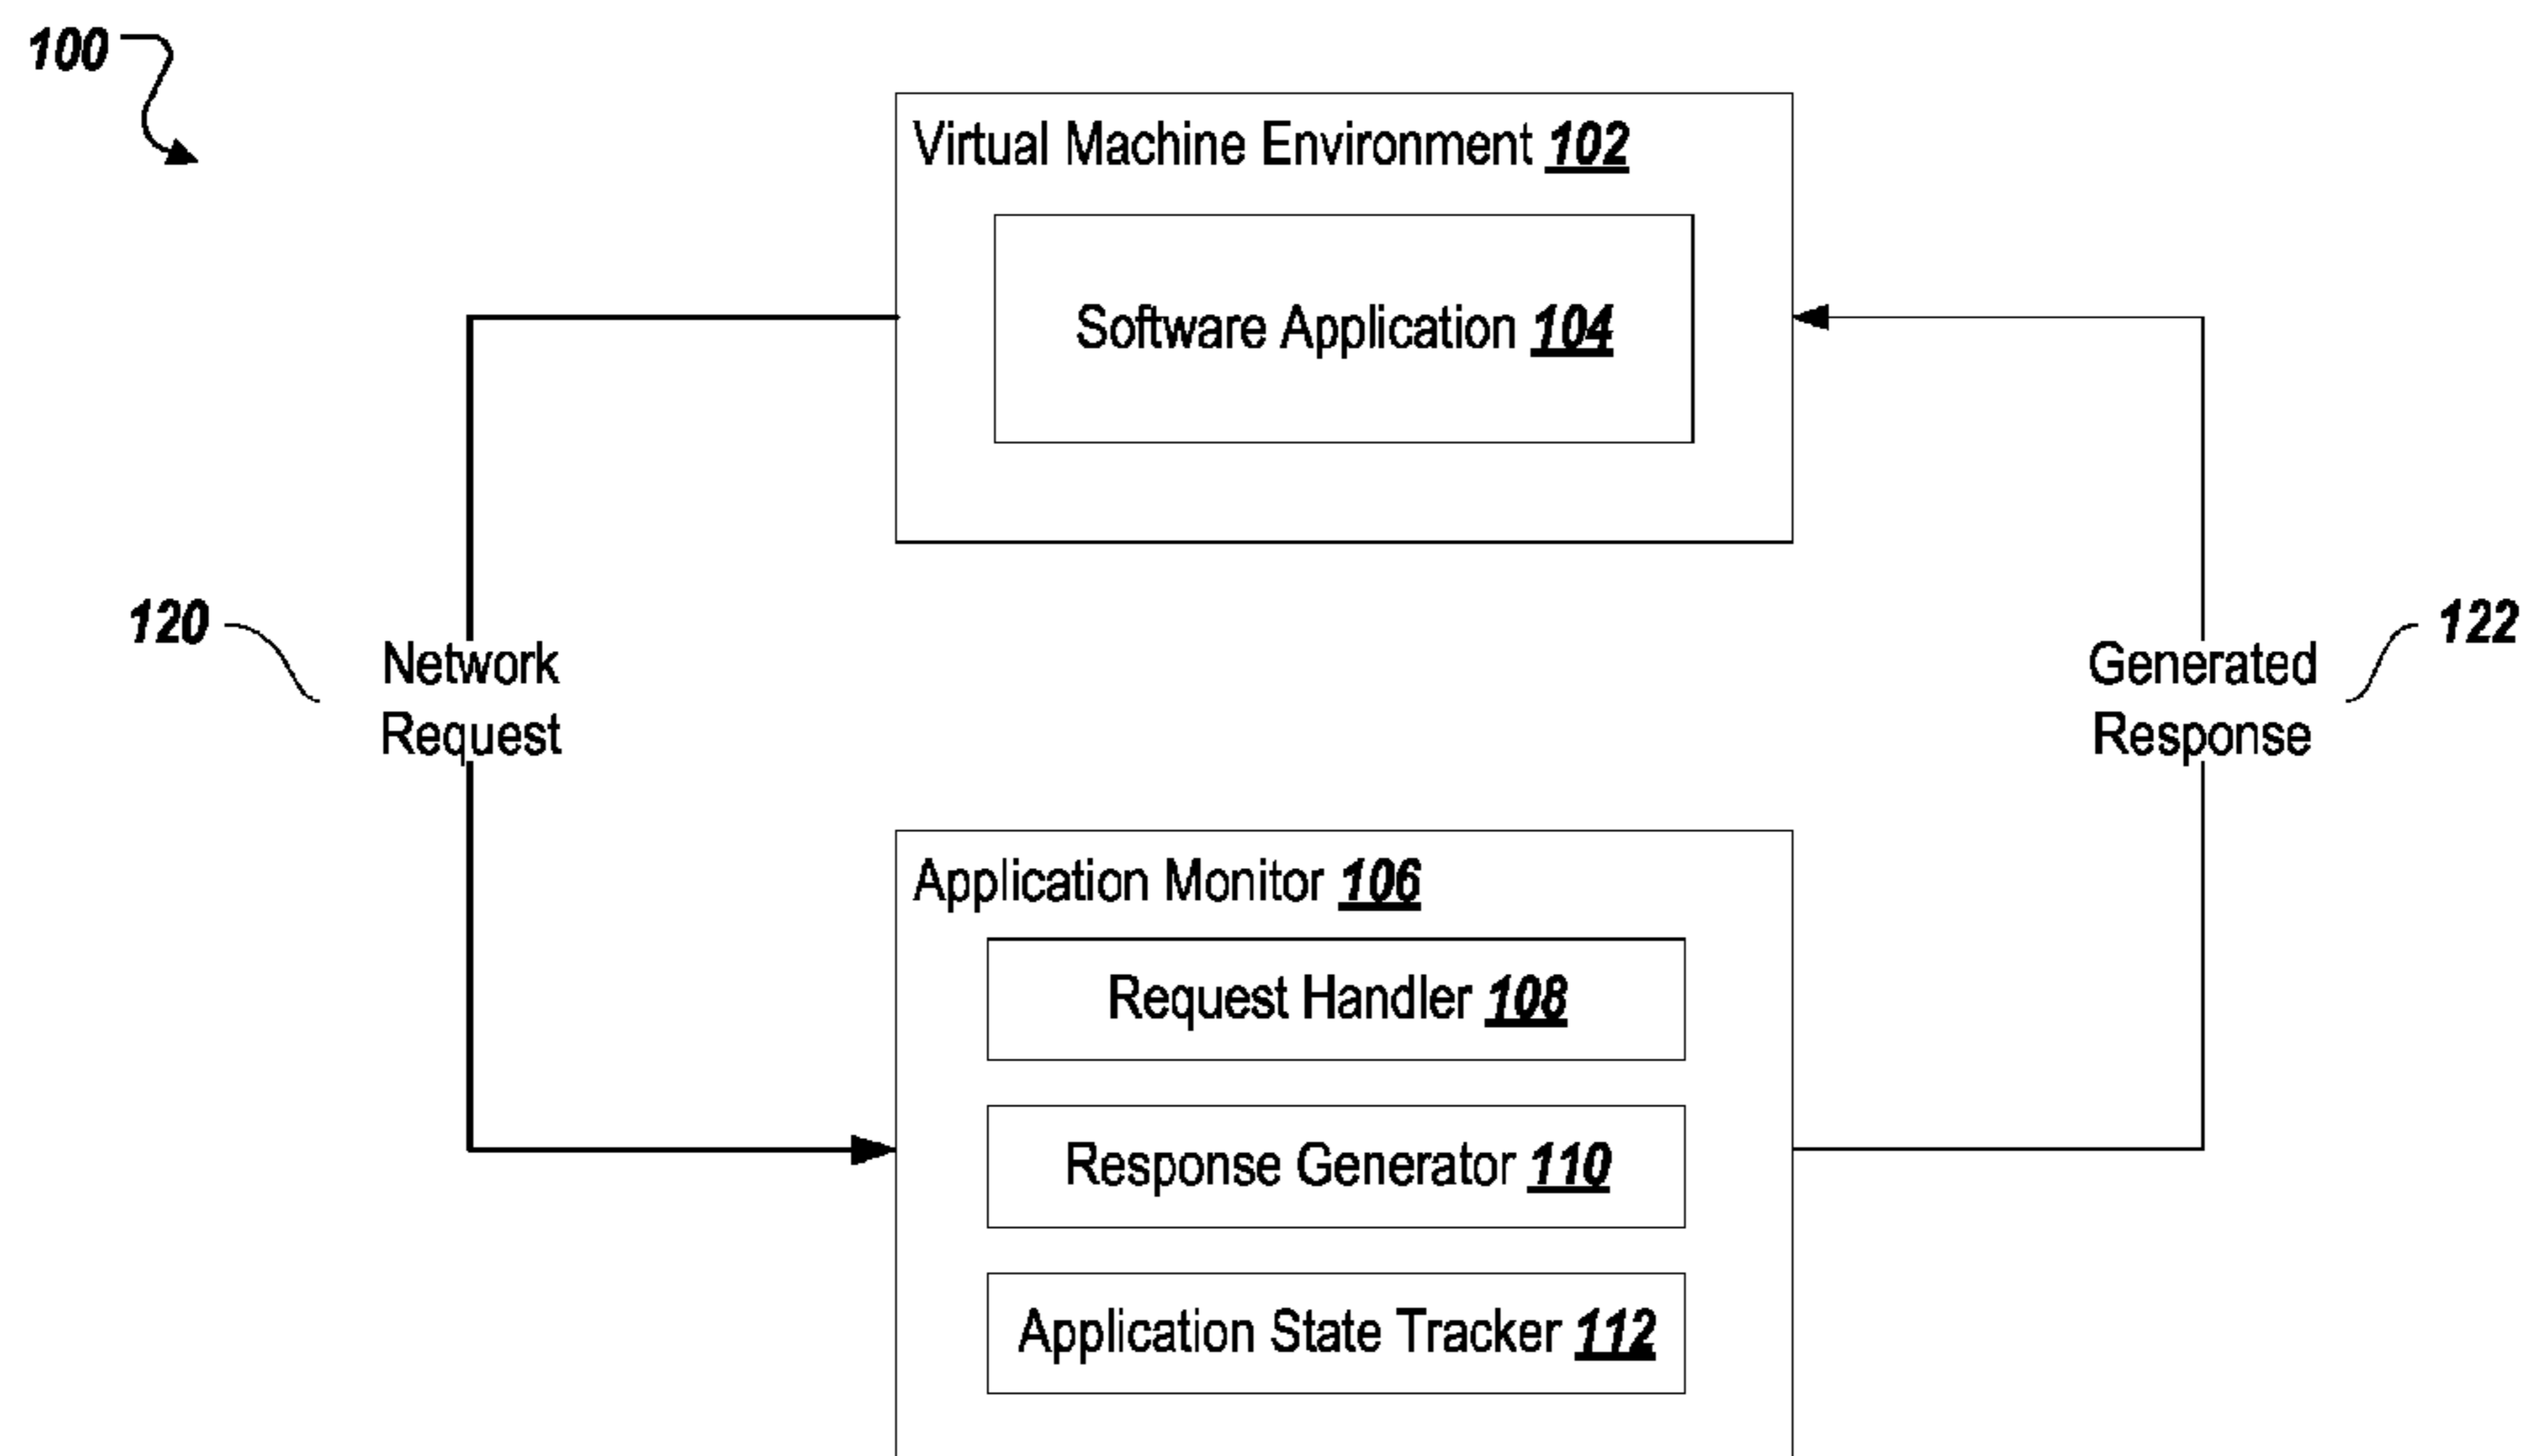 100
Virtual Machine Environment 102
Software Application 104
120
Network
Request
Generated
Response
122
Application Monitor 106
Request Handler 108
Response Generator 110
Application State Tracker 112